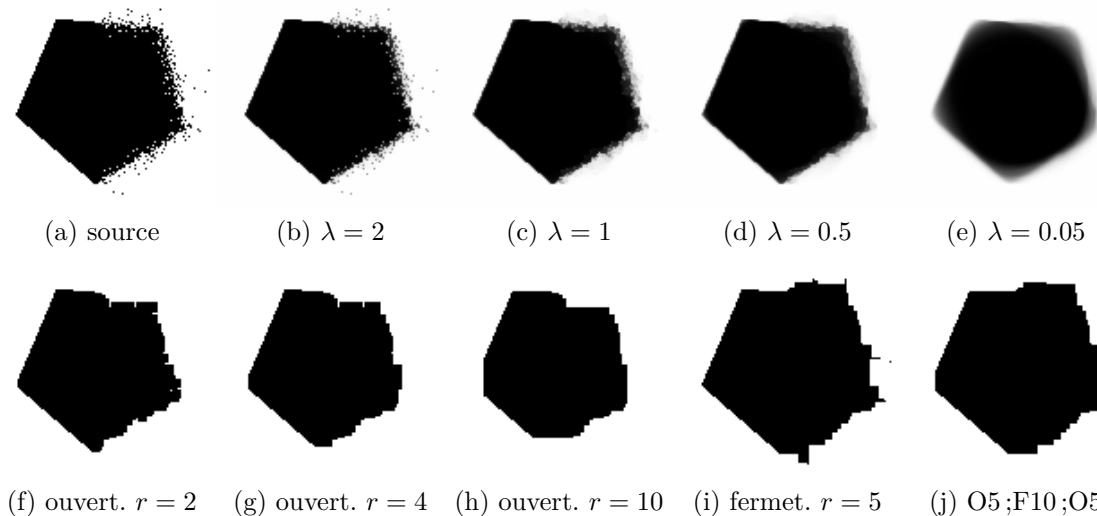 (a) source (b) λ = 2 (c) λ = 1 (d) λ = 0.5 (e) λ = 0.05
(f) ouvert. r = 2 (g) ouvert. r = 4 (h) ouvert. r = 10 (i) fermet. r = 5 (j) O5 ;F10 ;O5